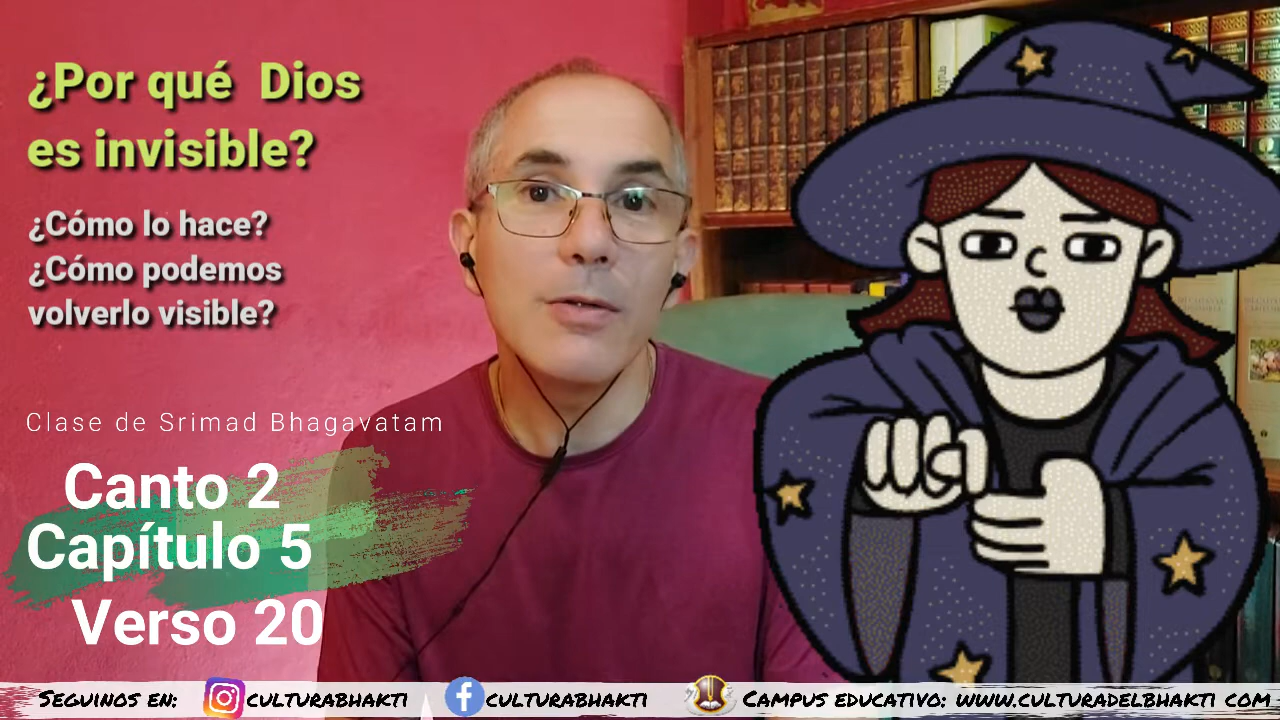 ¿Por qué Dios
es invisible?
¿Cómo lo hace?
¿Cómo podemos
volverlo visible?
Clase de Srimad Bhagavatam
Canto 2
Capítulo 5
Verso 20
SEGUINOS EN: CULTURABHAKTI CULTURABHAKTI CAMPUS EDUCATIVO: WWW.CULTURADELBHAKTI COM